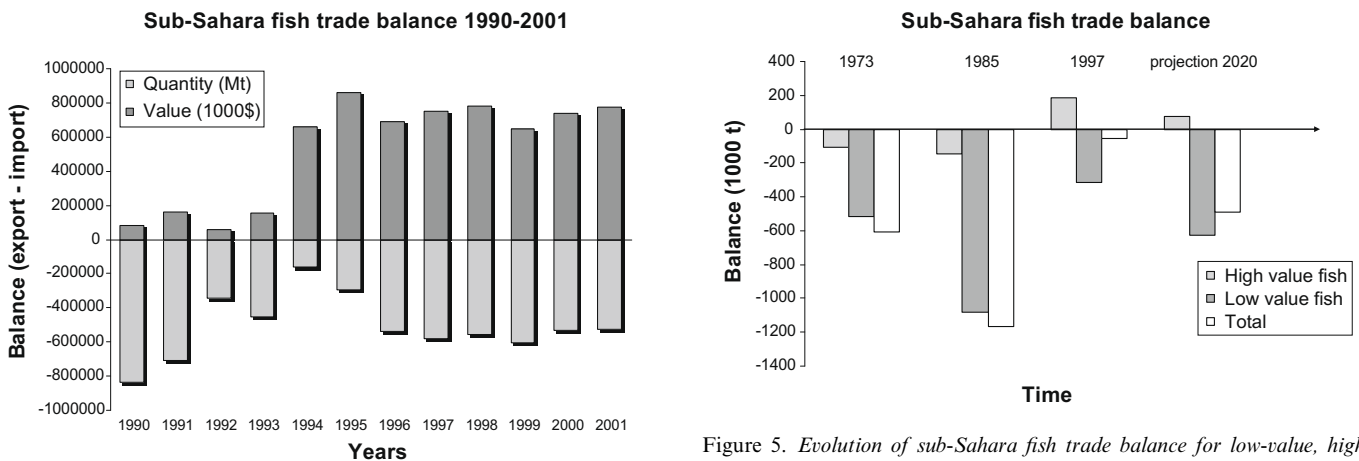 Sub-Sahara fish trade balance 1990-2001
Balance (export - import)
1000000
800000
600000
400000
200000
0
-200000
-400000
-600000
-800000
-1000000
Quantity (Mt)
Value (1000$)
1990 1991 1992 1993 1994 1995 1996 1997 1998 1999 2000 2001
Years
Sub-Sahara fish trade balance
Balance (1000 t)
400
200
0
-200
-400
-600
-800
-1000
-1200
-1400
1973 1985 1997 projection 2020
High value fish
Low value fish
Total
Time
Figure 5. Evolution of sub-Sahara fish trade balance for low-value, high